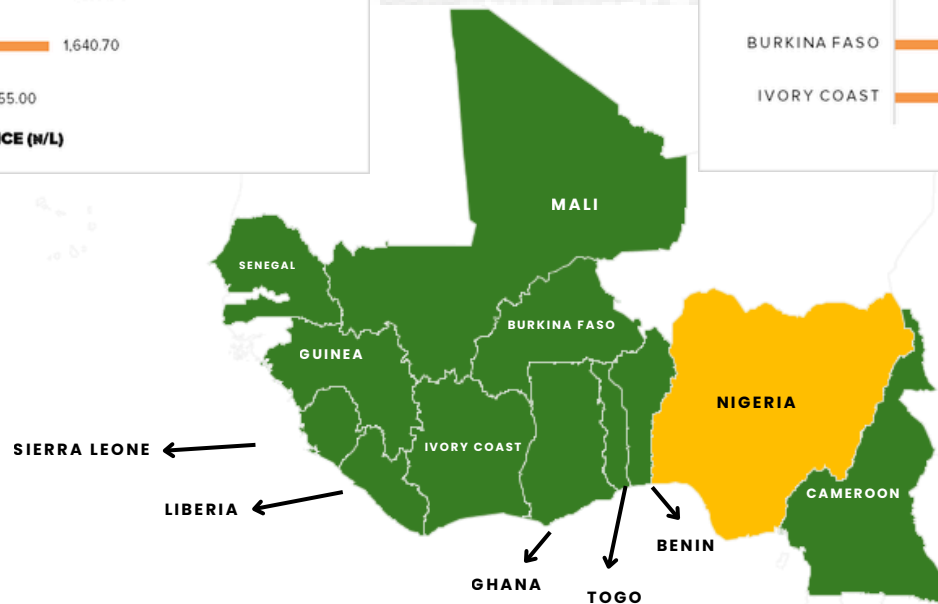 1,640.70
BURKINA FASO
55.00
IVORY COAST
CE (₦/L)
MALI
SENEGAL
BURKINA FASO
GUINEA
NIGERIA
IVORY COAST
SIERRA LEONE
CAMEROON
LIBERIA
BENIN
GHANA
TOGO